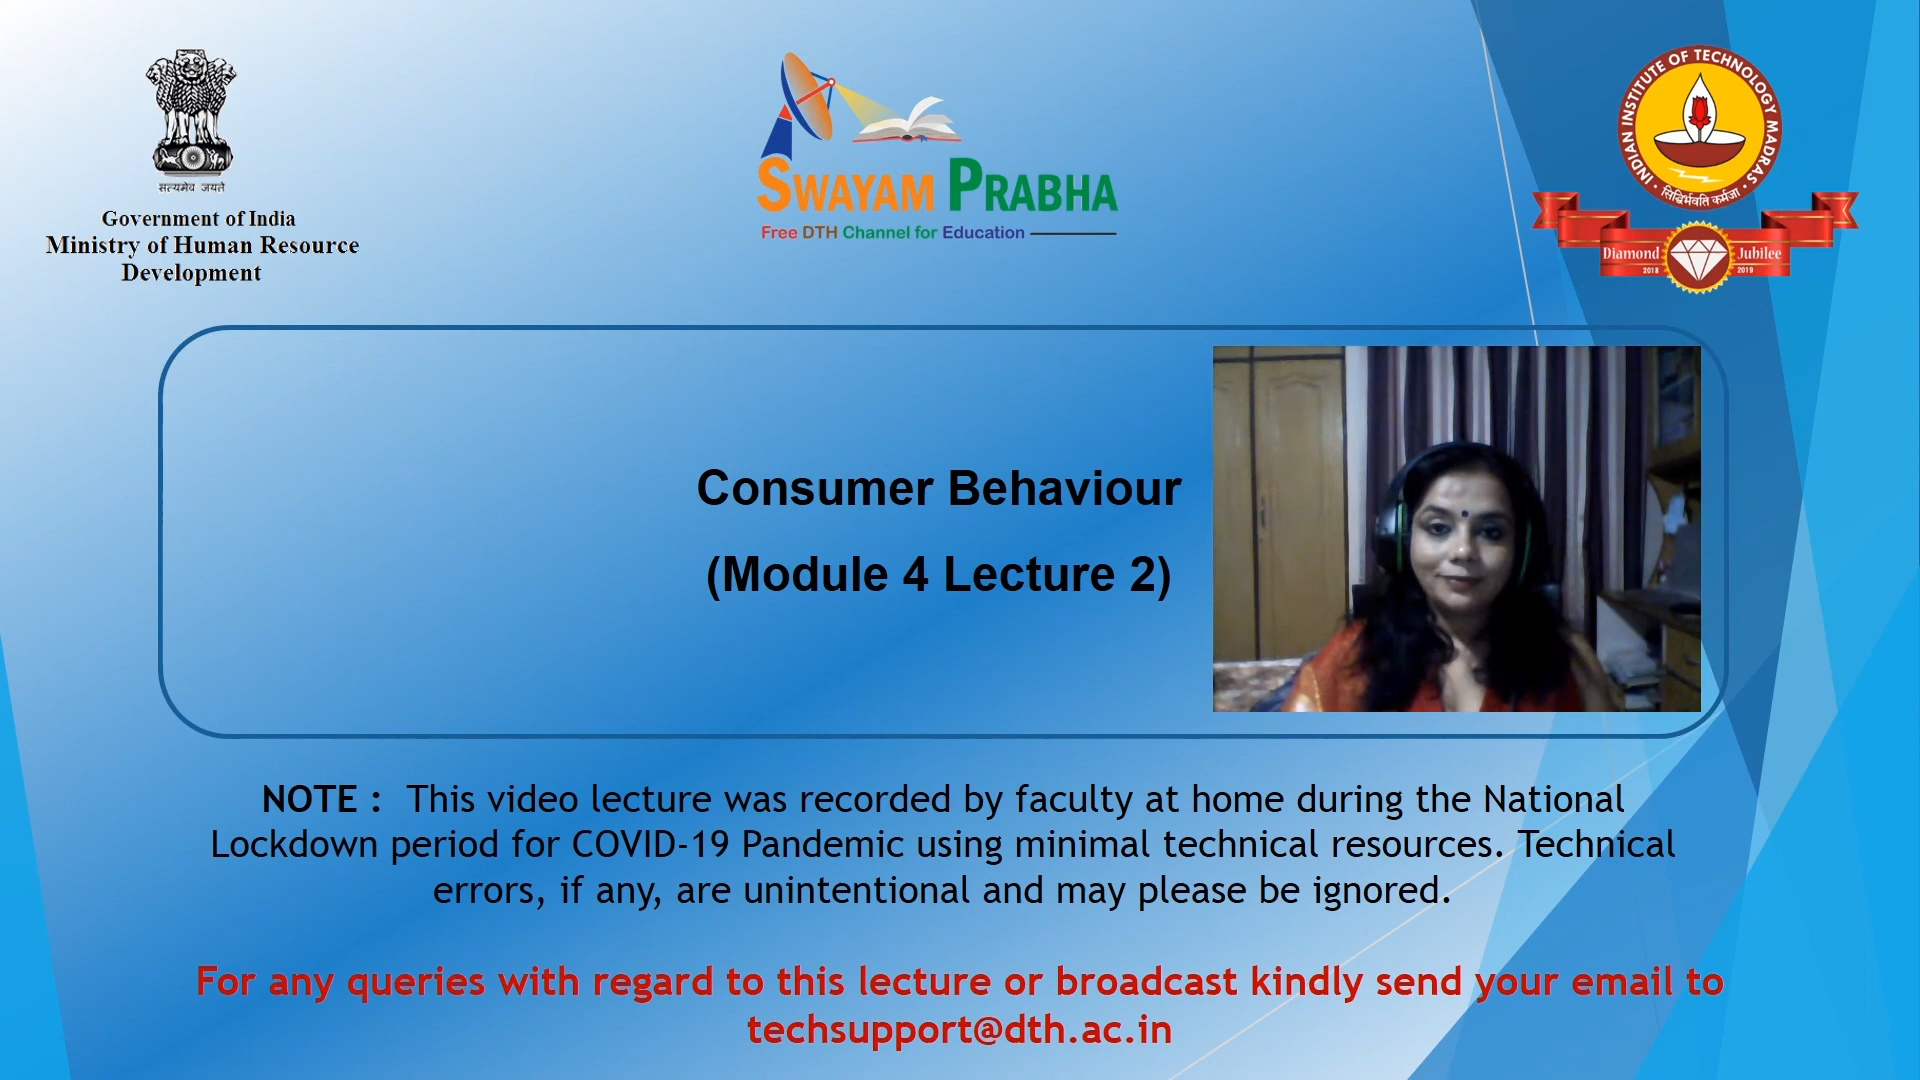 सत्यमेव जयते
Government of India
Ministry of Human Resource
Development
SWAYAM PRABHA
Free DTH Channel for Education
INDIAN INSTITUTE OF TECHNOLOGY MADRAS
सिद्धिर्भवति कर्मजा
Diamond Jubilee
2018 2019
Consumer Behaviour
(Module 4 Lecture 2)
NOTE : This video lecture was recorded by faculty at home during the National
Lockdown period for COVID-19 Pandemic using minimal technical resources. Technical
errors, if any, are unintentional and may please be ignored.
For any queries with regard to this lecture or broadcast kindly send your email to
techsupport@dth.ac.in